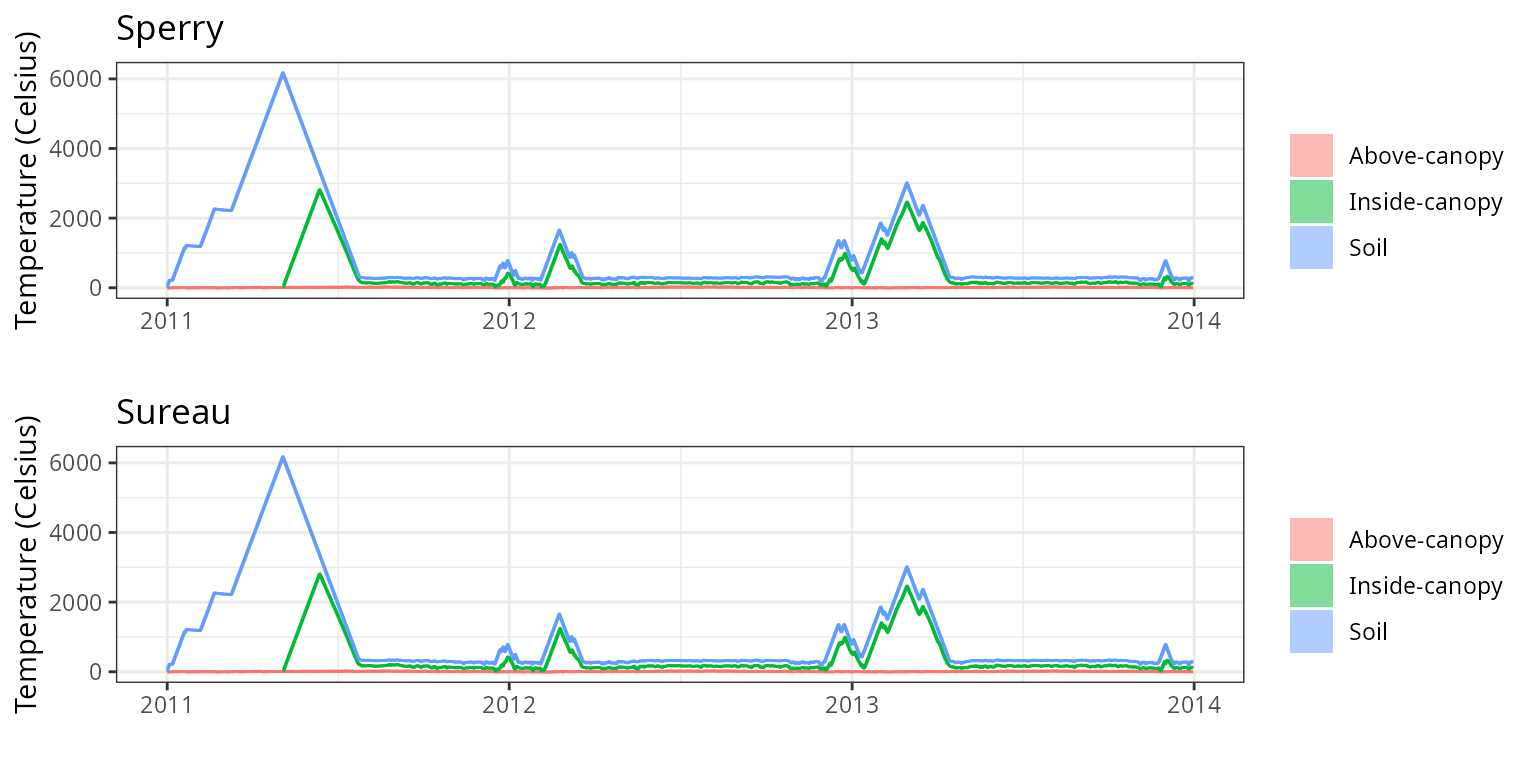 Sperry
Temperature (Celsius)
6000
4000
2000
0
2011 2012 2013 2014
Above-canopy
Inside-canopy
Soil
Sureau
Temperature (Celsius)
6000
4000
2000
0
2011 2012 2013 2014
Above-canopy
Inside-canopy
Soil